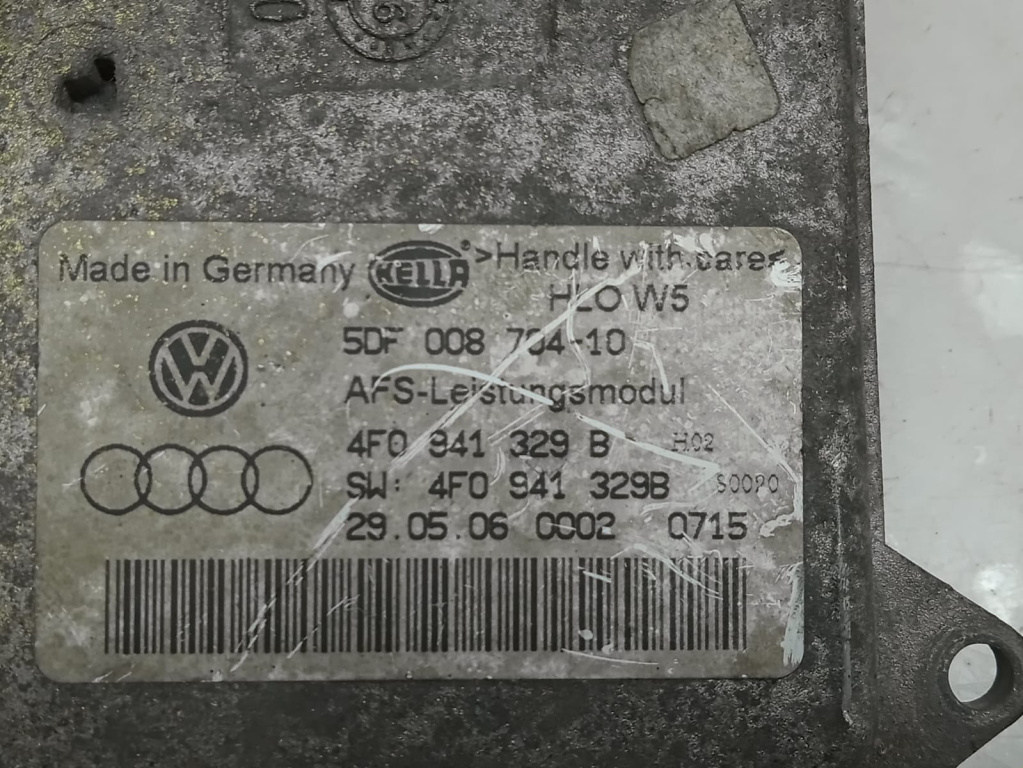 Made in Germany HELLA ® >Handle with care<
HLO W5
5DF 008 704-10
AFS-Leistungsmodul
4F0 941 329 B H02
SW: 4F0 941 329B
29.05.06 0002 0715